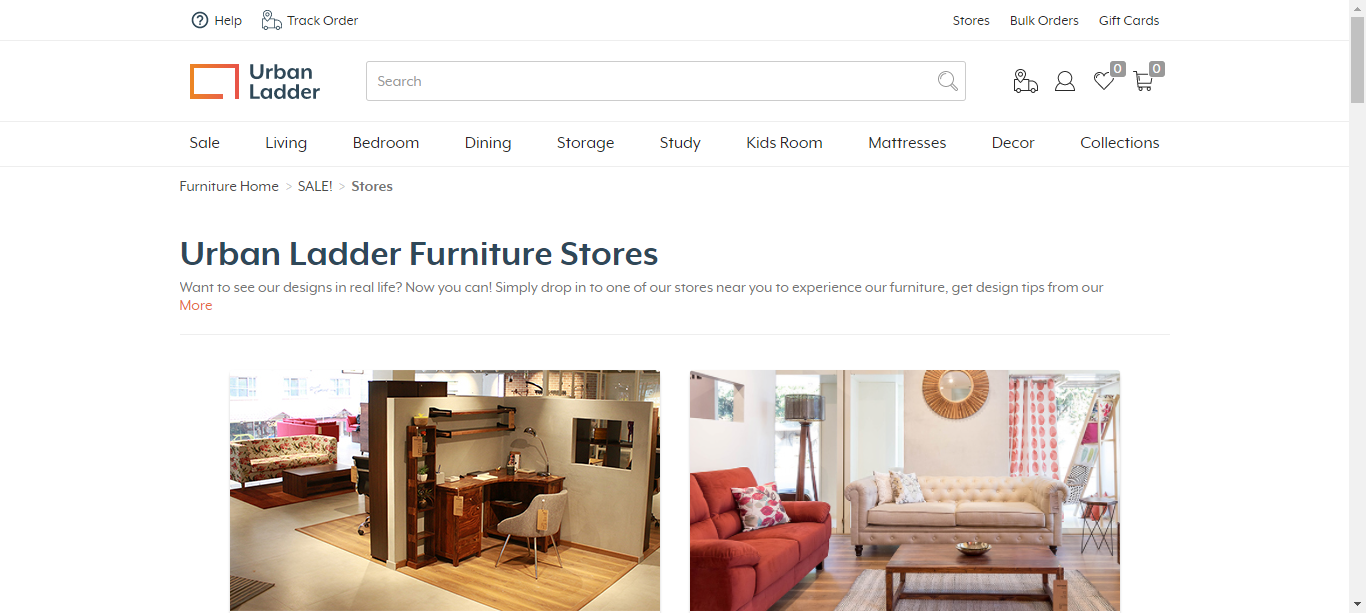 Help
Track Order
Stores
Bulk Orders
Gift Cards
Urban
Ladder
Search
0
0
Sale
Living
Bedroom
Dining
Storage
Study
Kids Room
Mattresses
Decor
Collections
Furniture Home > SALE! > Stores
Urban Ladder Furniture Stores
Want to see our designs in real life? Now you can! Simply drop in to one of our stores near you to experience our furniture, get design tips from our
More